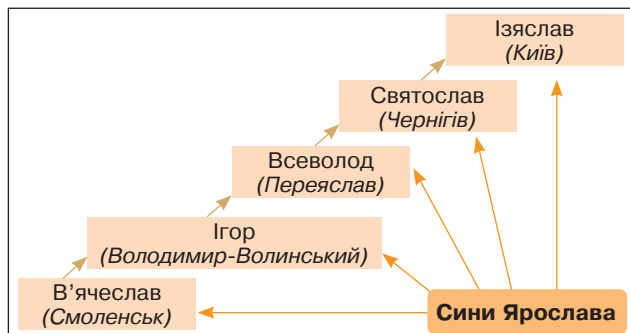 Ізяслав
(Київ)
Святослав
(Чернігів)
Всеволод
(Переяслав)
Ігор
(Володимир-Волинський)
В’ячеслав
(Смоленськ)
Сини Ярослава